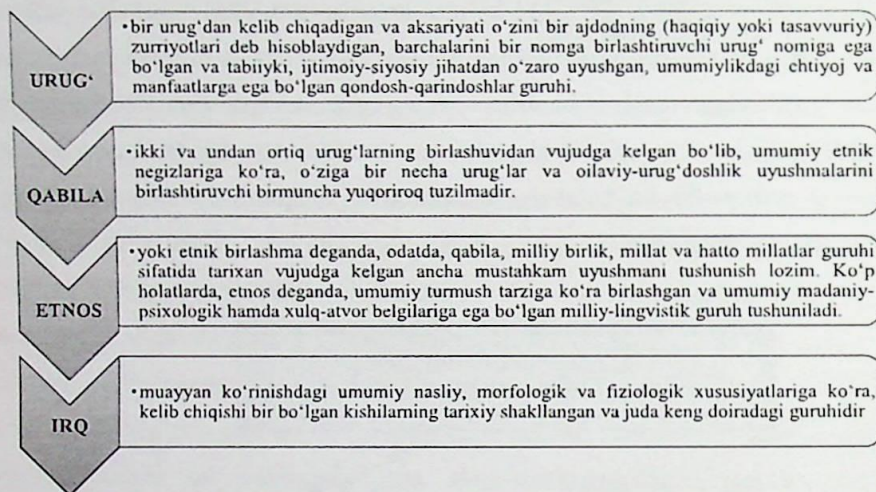 •bir urug‘dan kelib chiqadigan va aksariyati o‘zini bir ajdodning (haqiqiy yoki tasavvuriy)
zurriyotlari deb hisoblaydigan, barchalarini bir nomga birlashtiruvchi urug‘ nomiga ega
bo‘lgan va tabiiyki, ijtimoiy-siyosiy jihatdan o‘zaro uyushgan, umumiylikdagi ehtiyoj va
manfaatlarga ega bo‘lgan qondosh-qarindoshlar guruhi.
URUG‘
•ikki va undan ortiq urug‘larning birlashuvidan vujudga kelgan bo‘lib, umumiy etnik
negizlariga ko‘ra, o‘ziga bir necha urug‘lar va oilaviy-urug‘doshlik uyushmalarini
birlashtiruvchi birmuncha yuqoriroq tuzilmadir.
QABILA
•yoki etnik birlashma deganda, odatda, qabila, milliy birlik, millat va hatto millatlar guruhi
sifatida tarixan vujudga kelgan ancha mustahkam uyushmani tushunish lozim. Ko‘p
holatlarda, etnos deganda, umumiy turmush tarziga ko‘ra birlashgan va umumiy madaniy-
psixologik hamda xulq-atvor belgilariga ega bo‘lgan milliy-lingvistik guruh tushuniladi.
ETNOS
•muayyan ko‘rinishdagi umumiy nasliy, morfologik va fiziologik xususiyatlariga ko‘ra,
kelib chiqishi bir bo‘lgan kishilarning tarixiy shakllangan va juda keng doiradagi guruhidir
IRQ